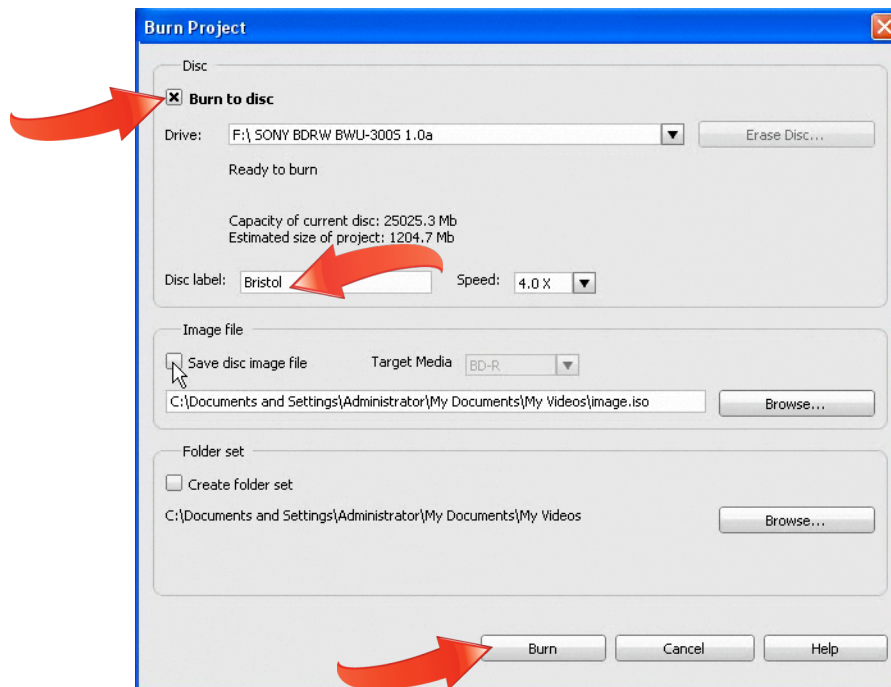 Burn Project
Disc
Burn to disc
Drive: F:\ SONY BDRW BWU-300S 1.0a Erase Disc...
Ready to burn
Capacity of current disc: 25025.3 Mb
Estimated size of project: 1204.7 Mb
Disc label: Bristol Speed: 4.0 X
Image file
Save disc image file Target Media BD-R
C:\Documents and Settings\Administrator\My Documents\My Videos\image.iso Browse...
Folder set
Create folder set
C:\Documents and Settings\Administrator\My Documents\My Videos Browse...
Burn Cancel Help